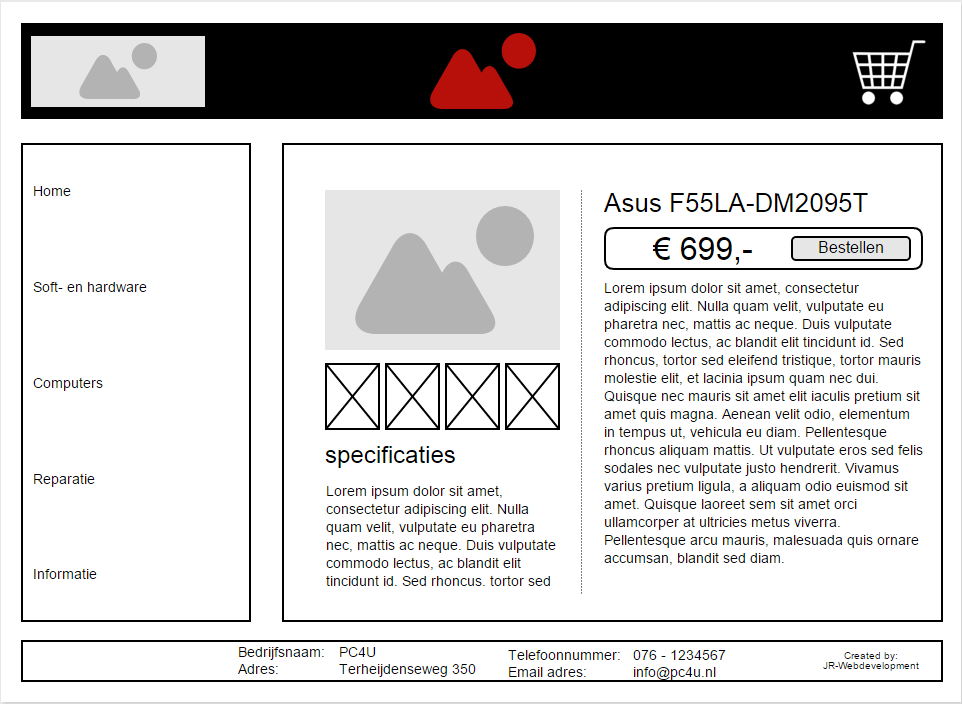 Home
Soft- en hardware
Computers
Reparatie
Informatie
specificaties
Lorem ipsum dolor sit amet,
consectetur adipiscing elit. Nulla
quam velit, vulputate eu pharetra
nec, mattis ac neque. Duis vulputate
commodo lectus, ac blandit elit
tincidunt id. Sed rhoncus. tortor sed
Asus F55LA-DM2095T
€ 699,- Bestellen
Lorem ipsum dolor sit amet, consectetur
adipiscing elit. Nulla quam velit, vulputate eu
pharetra nec, mattis ac neque. Duis vulputate
commodo lectus, ac blandit elit tincidunt id. Sed
rhoncus, tortor sed eleifend tristique, tortor mauris
molestie elit, et lacinia ipsum quam nec dui.
Quisque nec mauris sit amet elit iaculis pretium sit
amet quis magna. Aenean velit odio, elementum
in tempus ut, vehicula eu diam. Pellentesque
rhoncus aliquam mattis. Ut vulputate eros sed felis
sodales nec vulputate justo hendrerit. Vivamus
varius pretium ligula, a aliquam odio euismod sit
amet. Quisque laoreet sem sit amet orci
ullamcorper at ultricies metus viverra.
Pellentesque arcu mauris, malesuada quis ornare
accumsan, blandit sed diam.
Bedrijfsnaam: PC4U
Adres: Terheijdenseweg 350
Telefoonnummer: 076 - 1234567
Email adres: info@pc4u.nl
Created by:
JR-Webdevelopment